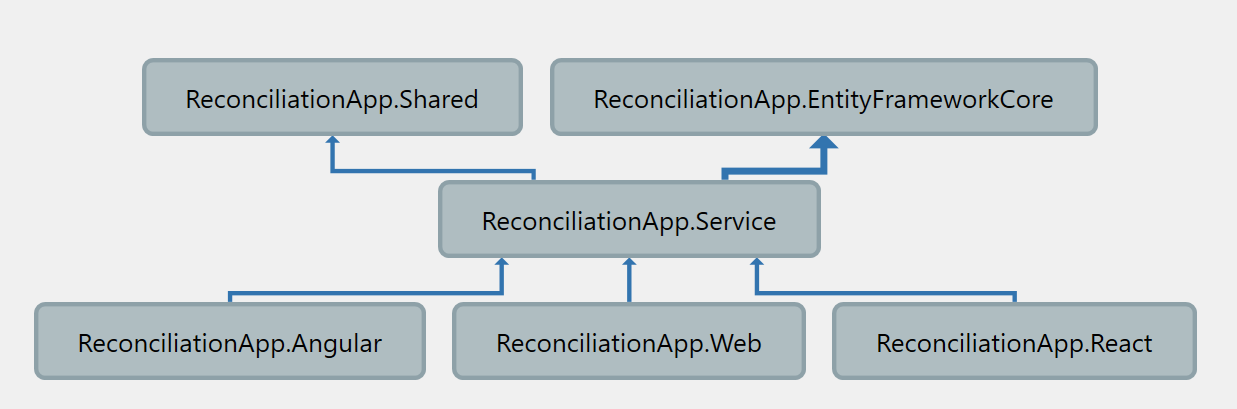 ReconciliationApp.Shared
ReconciliationApp.EntityFrameworkCore
ReconciliationApp.Service
ReconciliationApp.Angular
ReconciliationApp.Web
ReconciliationApp.React